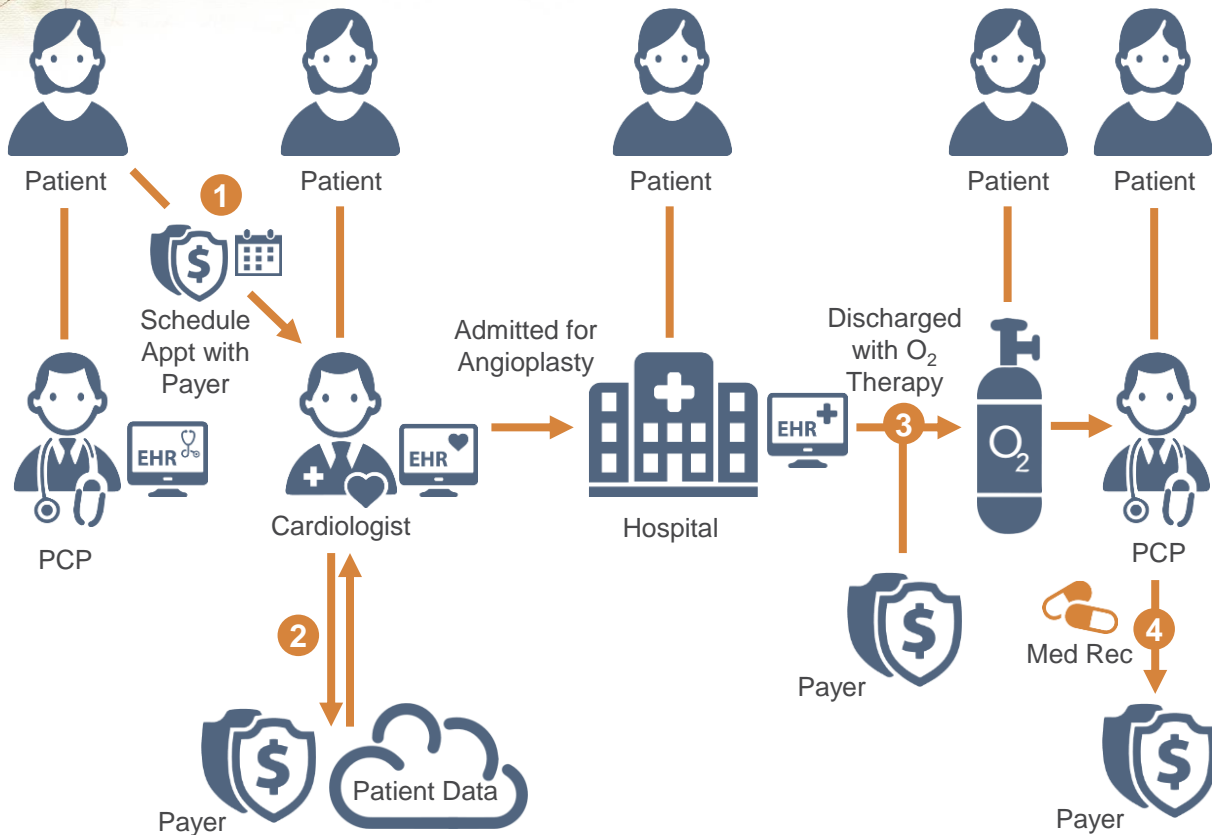 Patient
Patient
Patient
Patient
Patient
1
$
Schedule
Appt with
Payer
EHR
PCP
EHR
Cardiologist
Admitted for
Angioplasty
EHR
Hospital
Discharged
with O₂
Therapy
3
O₂
PCP
2
$
Payer
Patient Data
$
Payer
Med Rec
4
$
Payer